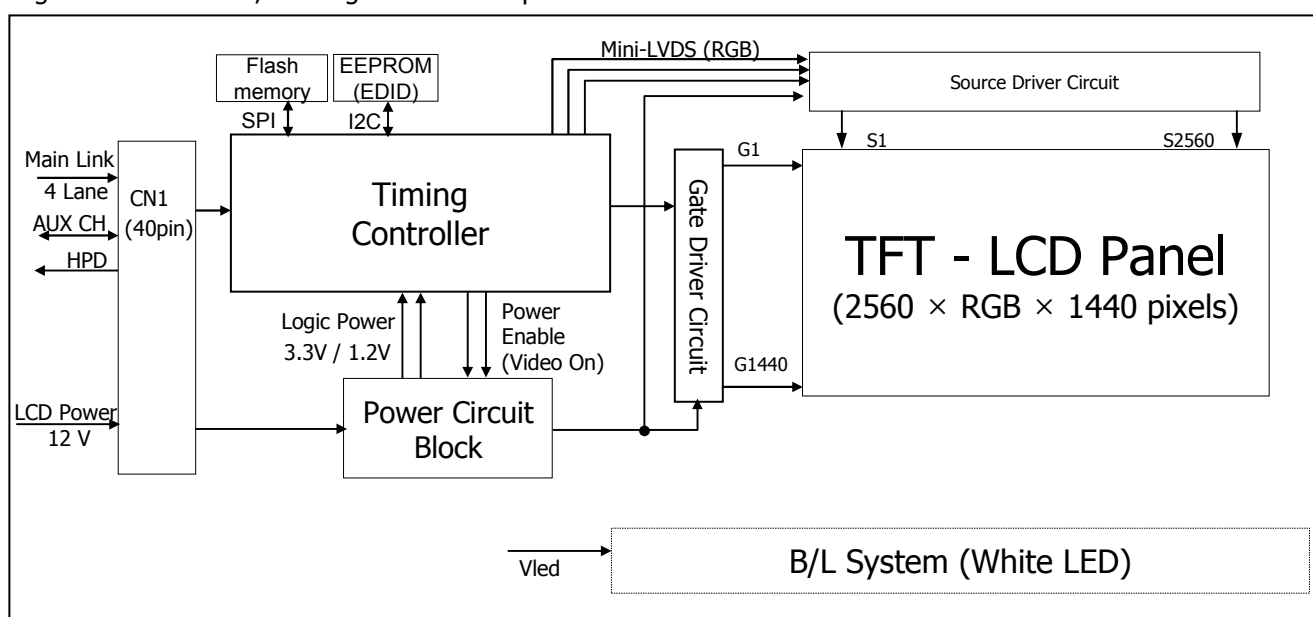 Mini-LVDS (RGB)
Flash
memory
EEPROM
(EDID)
SPI
I2C
Source Driver Circuit
S1
S2560
Main Link
4 Lane
AUX CH
HPD
CN1
(40pin)
Timing
Controller
Gate Driver Circuit
G1
G1440
TFT - LCD Panel
(2560 × RGB × 1440 pixels)
Logic Power
3.3V / 1.2V
Power
Enable
(Video On)
LCD Power
12 V
Power Circuit
Block
Vled
B/L System (White LED)